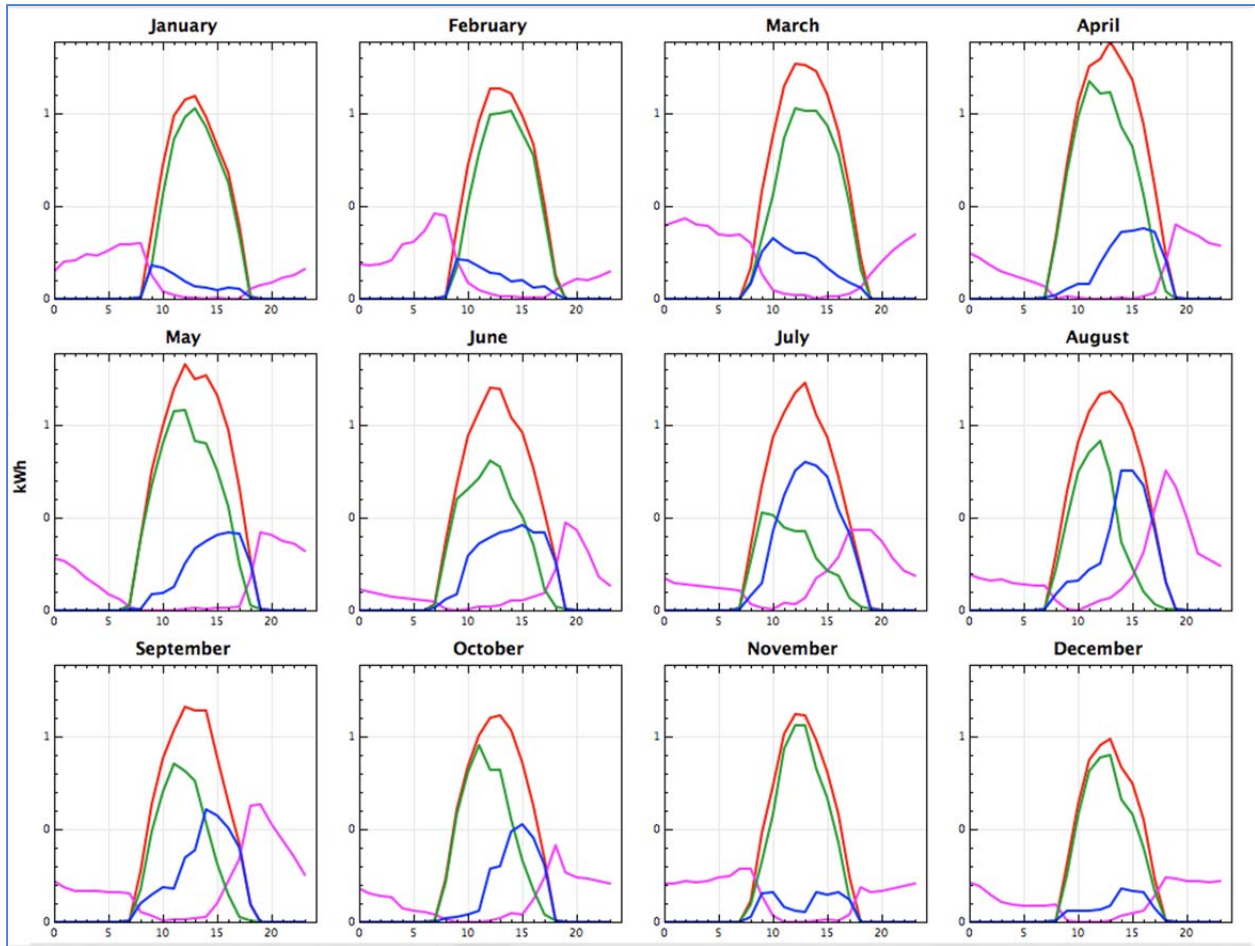 January February March April
1 1 1 1
0 0 0 0
0 0 0 0
0 5 10 15 20 0 5 10 15 20 0 5 10 15 20 0 5 10 15 20
May June July August
1 1 1 1
kWh
0 0 0 0
0 0 0 0
0 5 10 15 20 0 5 10 15 20 0 5 10 15 20 0 5 10 15 20
September October November December
1 1 1 1
0 0 0 0
0 0 0 0
0 5 10 15 20 0 5 10 15 20 0 5 10 15 20 0 5 10 15 20